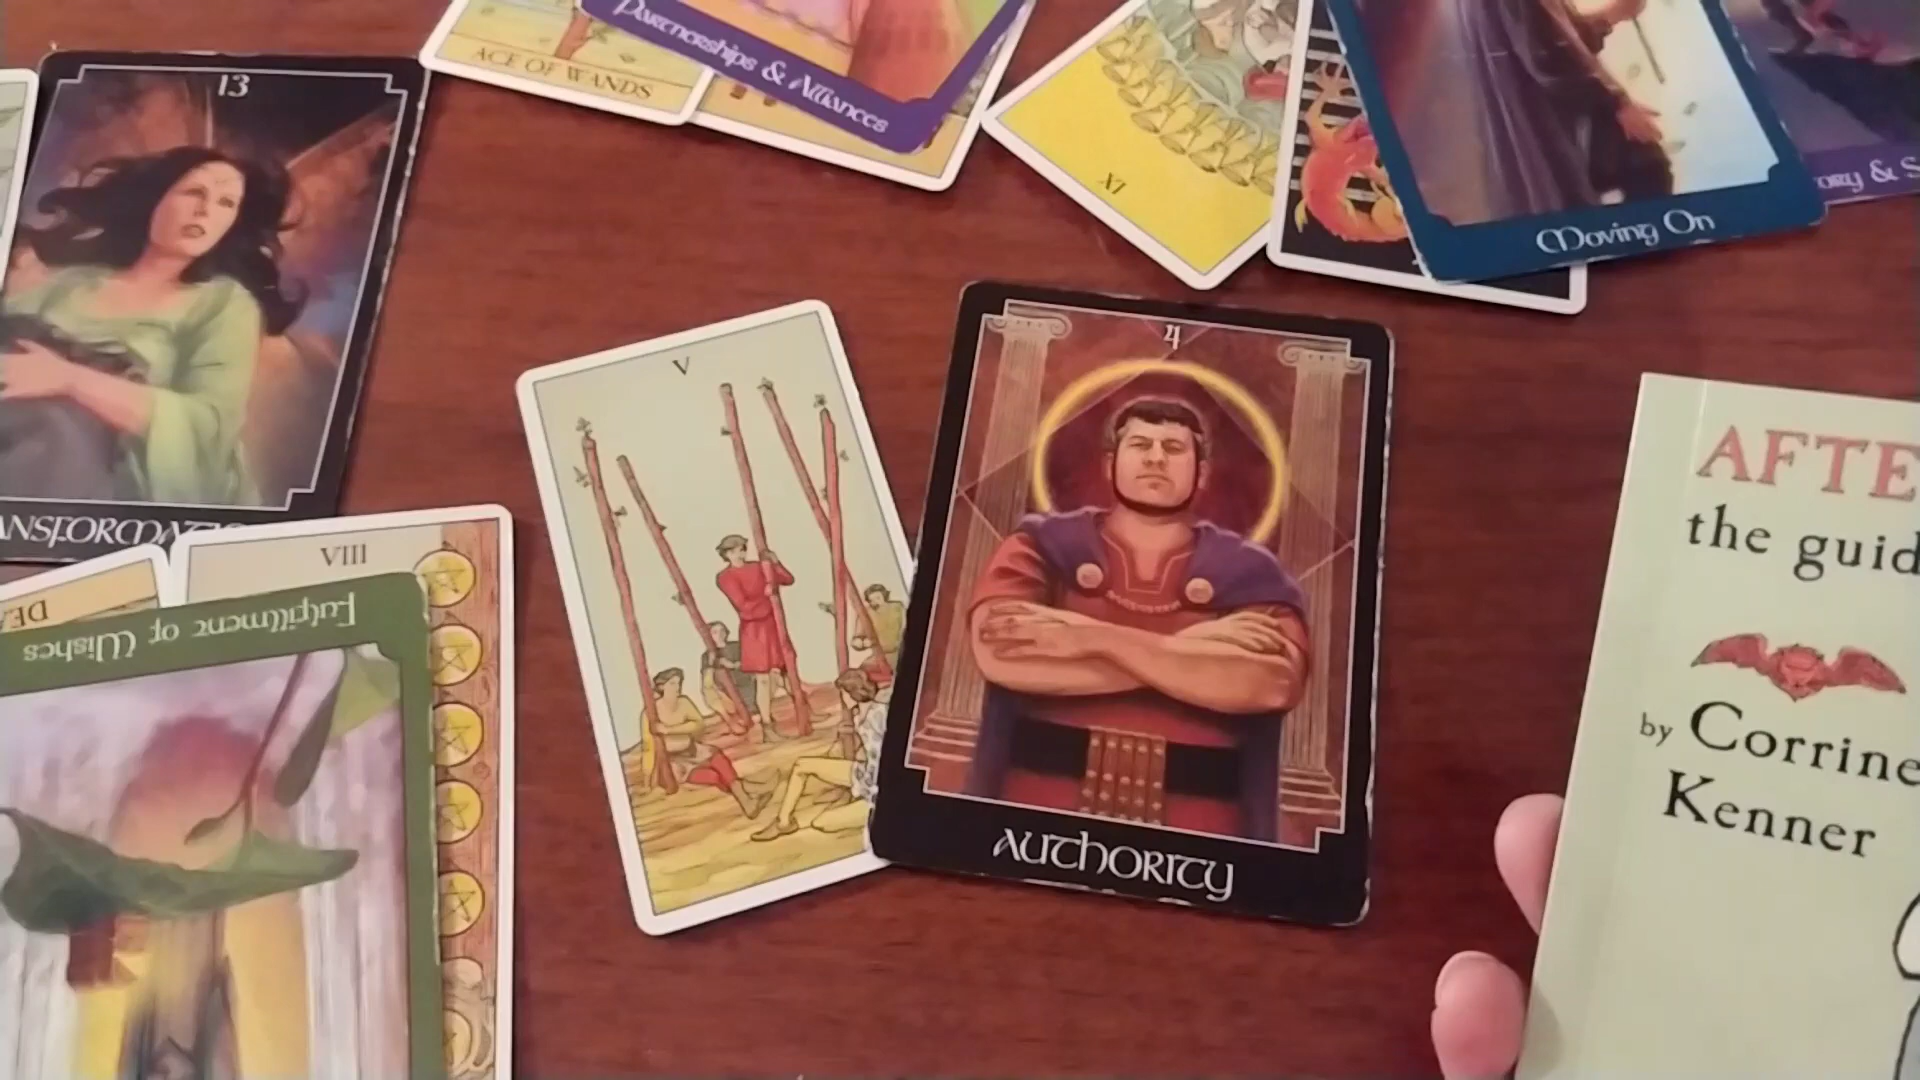 13
ACE OF WANDS
Partnerships & Alliances
XI
Moving On
& S
V
4
AUTHORITY
VIII
Fulfillment of Wishes
AFTE
the guid
by Corrine
Kenner